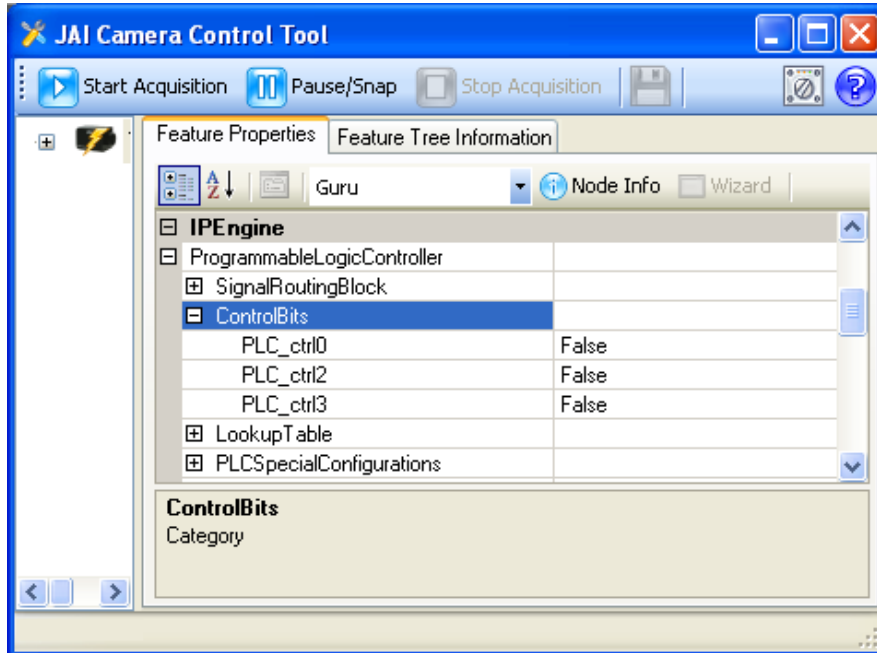 JAI Camera Control Tool
Start Acquisition Pause/Snap Stop Acquisition
Feature Properties Feature Tree Information
Guru Node Info Wizard
IPEngine
ProgrammableLogicController
SignalRoutingBlock
ControlBits
PLC_ctrl0 False
PLC_ctrl2 False
PLC_ctrl3 False
LookupTable
PLCSpecialConfigurations
ControlBits
Category